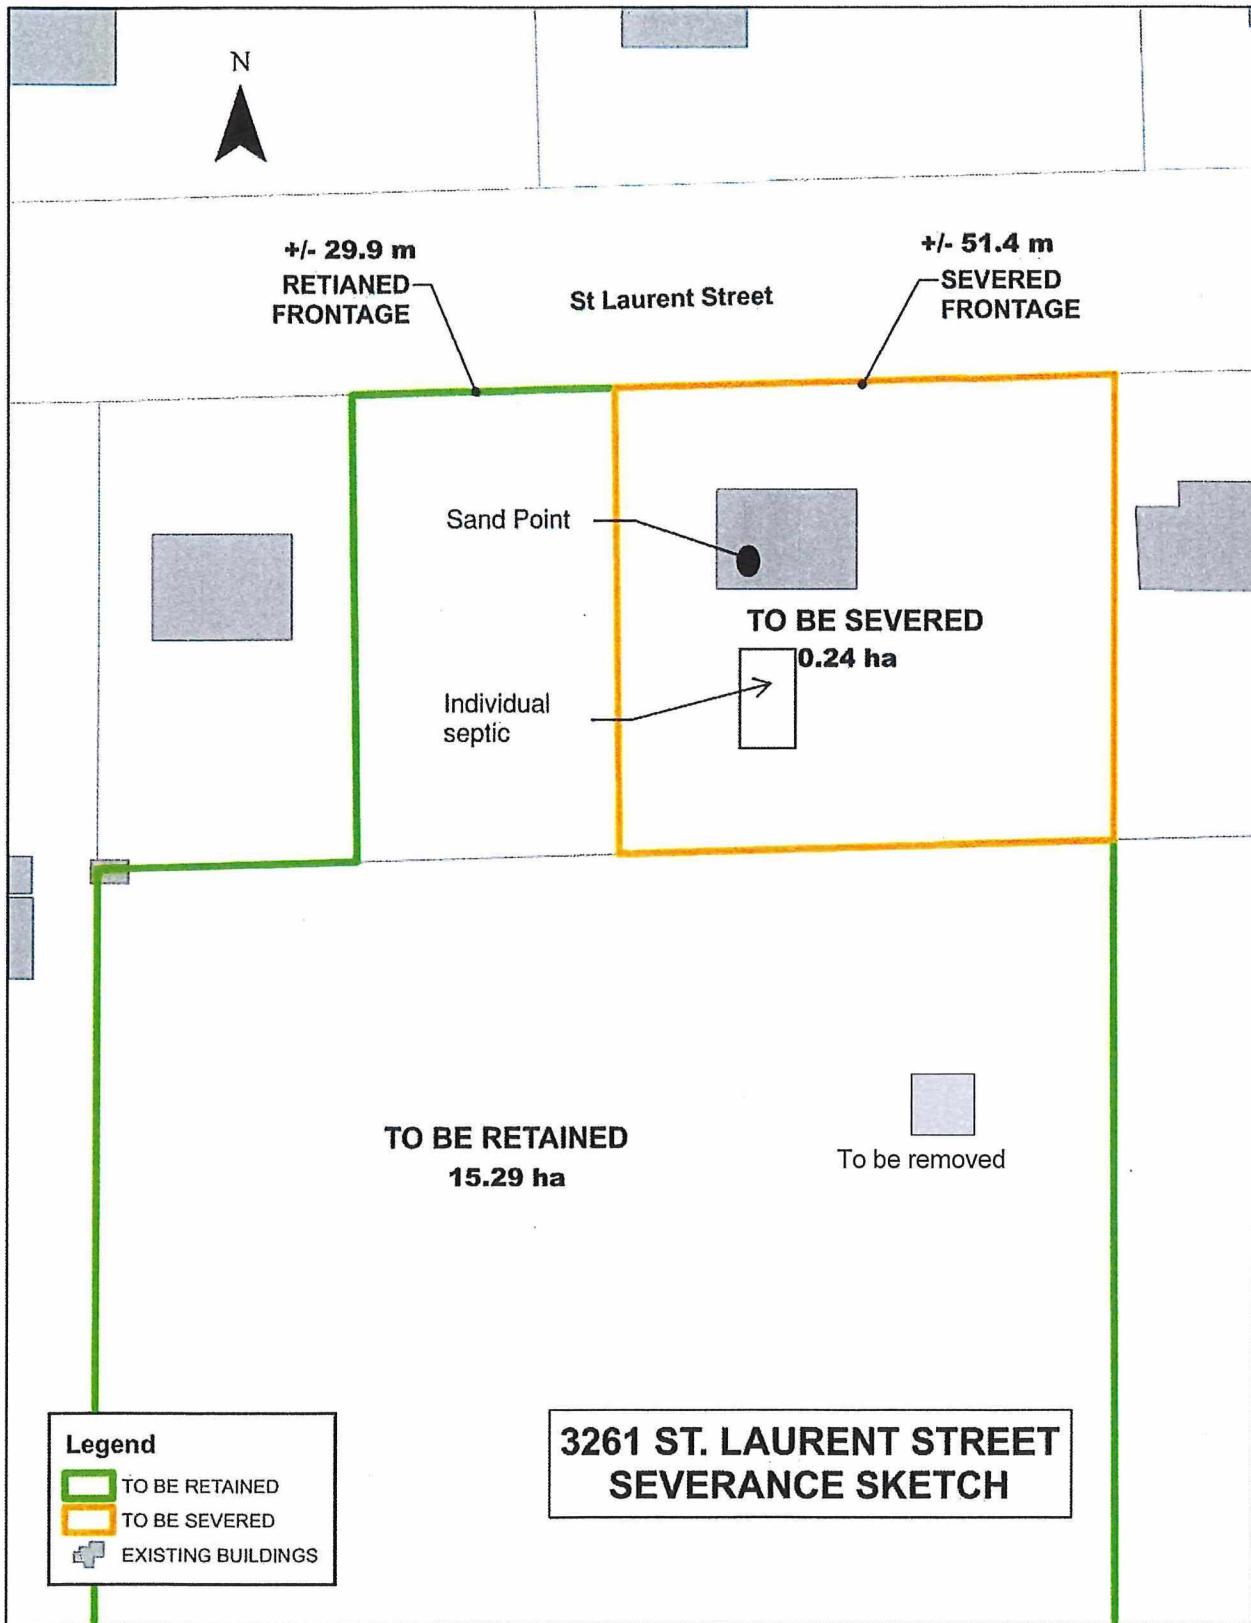 N
+/- 29.9 m
RETIANED
FRONTAGE
St Laurent Street
+/- 51.4 m
SEVERED
FRONTAGE
Sand Point
TO BE SEVERED
0.24 ha
Individual
septic
TO BE RETAINED
15.29 ha
To be removed
Legend
TO BE RETAINED
TO BE SEVERED
EXISTING BUILDINGS
3261 ST. LAURENT STREET
SEVERANCE SKETCH